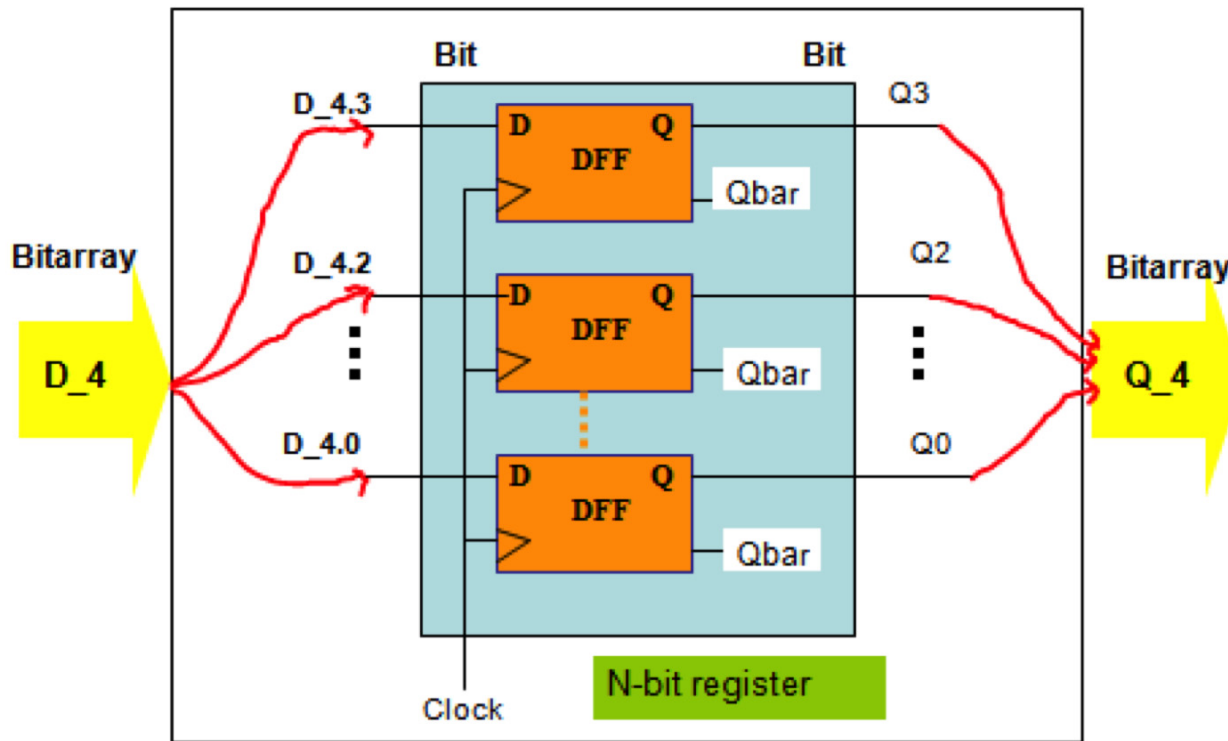 Bit Bit
D_4.3 Q3
D Q
DFF
Qbar
Bitarray D_4.2 Q2 Bitarray
D Q
DFF
Qbar
D_4 Q_4
D_4.0 Q0
D Q
DFF
Qbar
N-bit register
Clock